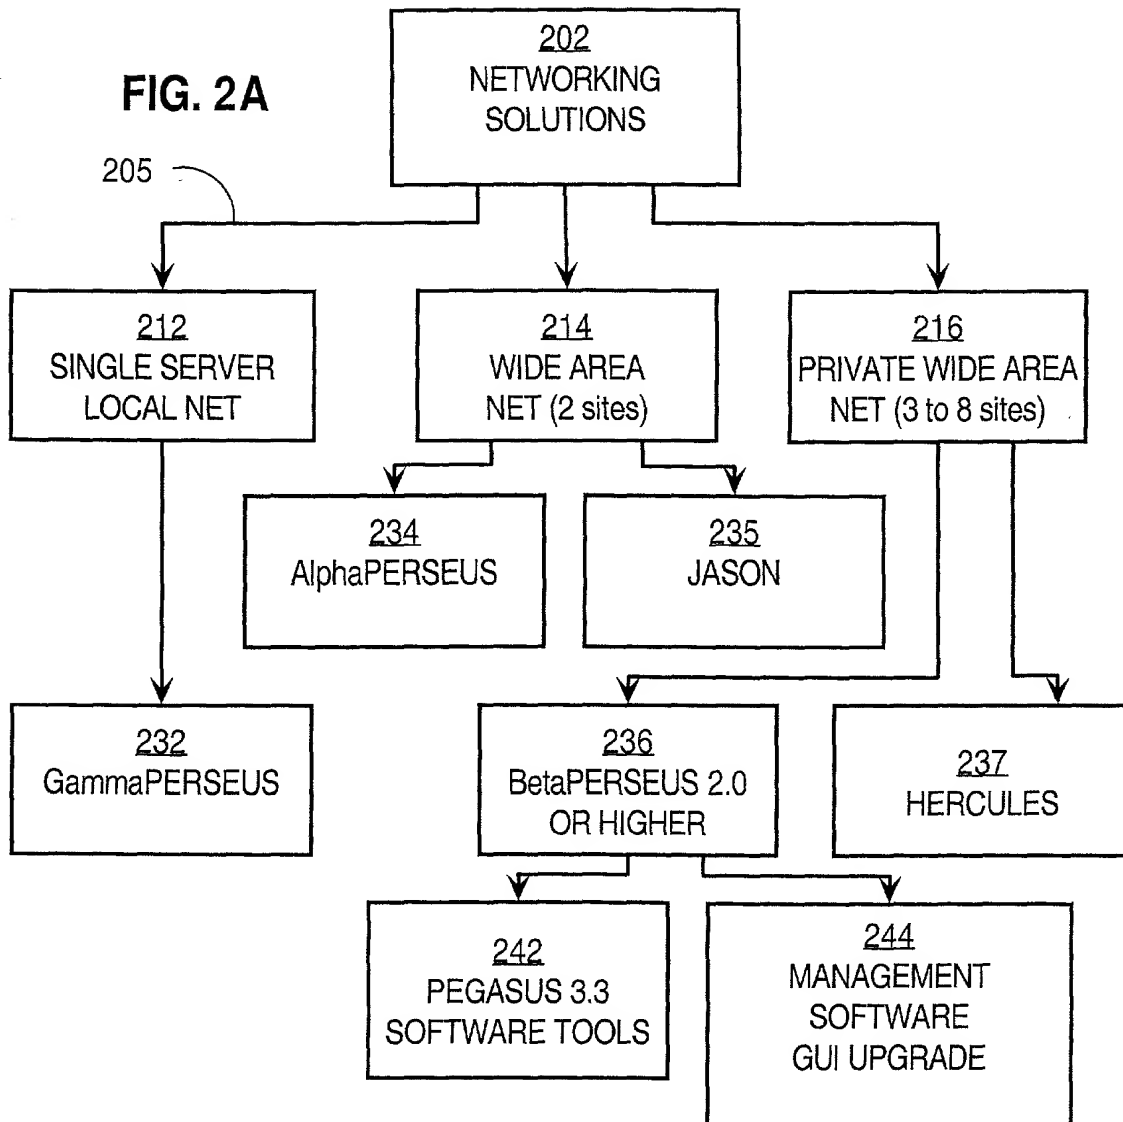 FIG. 2A
202
NETWORKING
SOLUTIONS
205
212
SINGLE SERVER
LOCAL NET
214
WIDE AREA
NET (2 sites)
216
PRIVATE WIDE AREA
NET (3 to 8 sites)
234
AlphaPERSEUS
235
JASON
232
GammaPERSEUS
236
BetaPERSEUS 2.0
OR HIGHER
237
HERCULES
242
PEGASUS 3.3
SOFTWARE TOOLS
244
MANAGEMENT
SOFTWARE
GUI UPGRADE